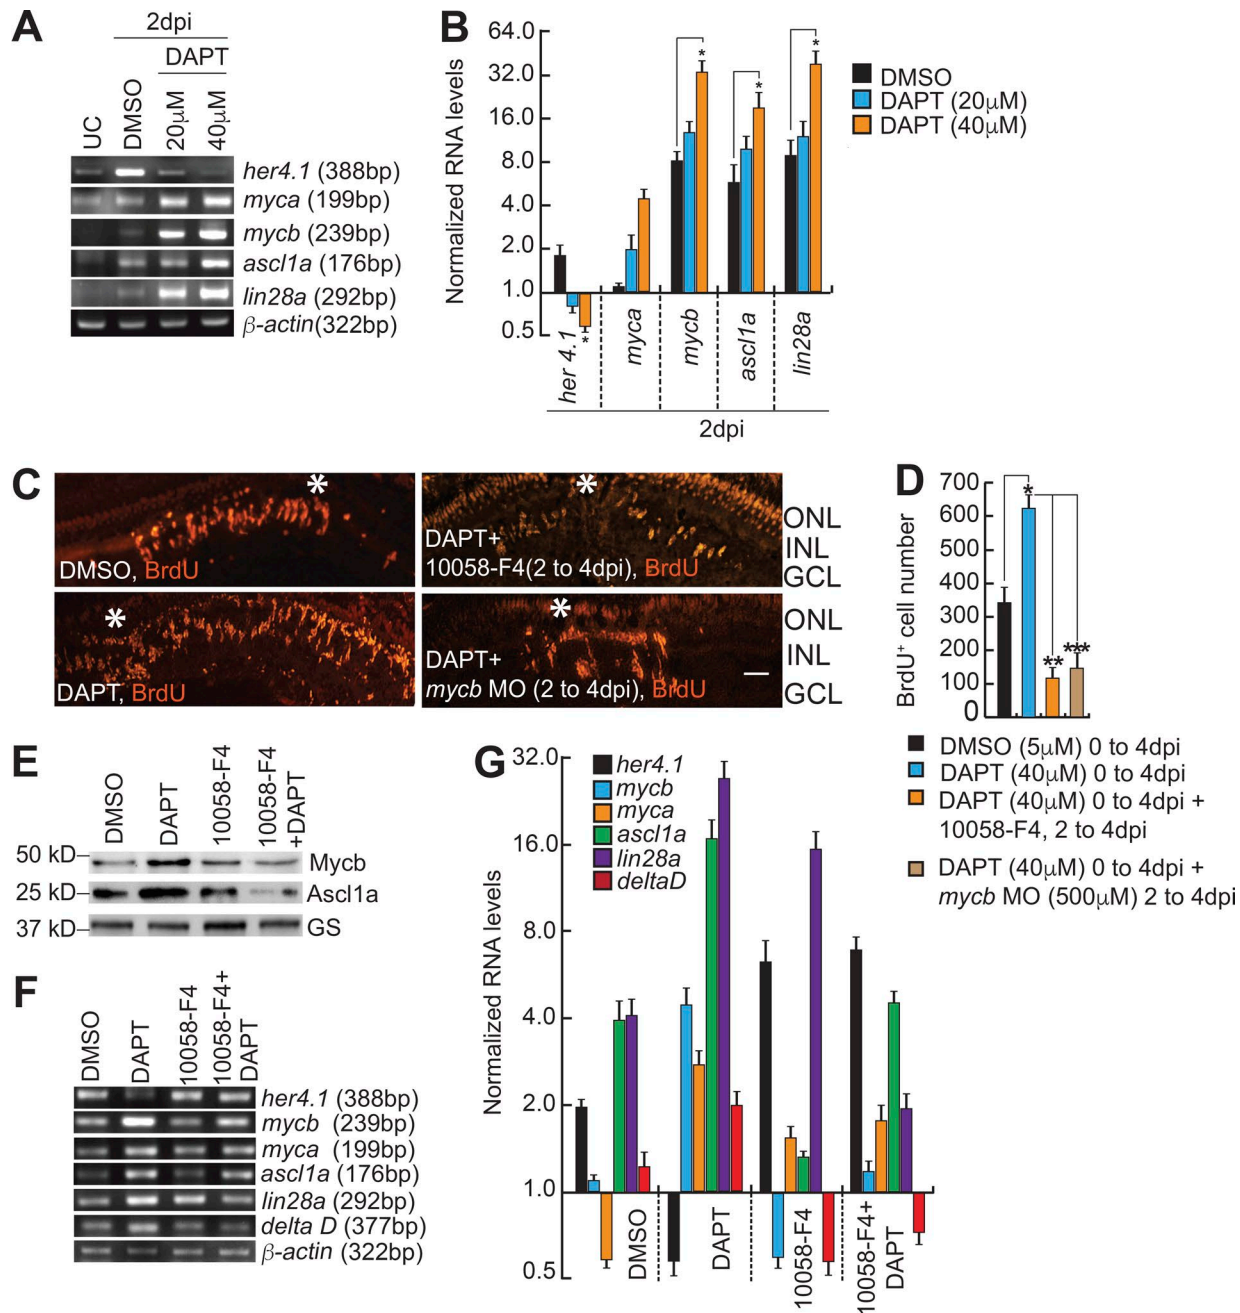 A
2dpi
DAPT
UC
DMSO
20μM
40μM
her4.1 (388bp)
myca (199bp)
mycb (239bp)
ascl1a (176bp)
lin28a (292bp)
β-actin(322bp)
B
Normalized RNA levels
64.0
32.0
16.0
8.0
4.0
2.0
1.0
0.5
*
*
*
*
her 4.1
myca
mycb
ascl1a
lin28a
2dpi
DMSO
DAPT (20μM)
DAPT (40μM)
C
*
DMSO, BrdU
*
DAPT+
10058-F4(2 to 4dpi), BrdU
ONL
INL
GCL
*
DAPT, BrdU
*
DAPT+
mycb MO (2 to 4dpi), BrdU
ONL
INL
GCL
D
BrdU⁺ cell number
700
600
500
400
300
200
100
0
*
**
***
DMSO (5μM) 0 to 4dpi
DAPT (40μM) 0 to 4dpi
DAPT (40μM) 0 to 4dpi +
10058-F4, 2 to 4dpi
DAPT (40μM) 0 to 4dpi +
mycb MO (500μM) 2 to 4dpi
E
DMSO
DAPT
10058-F4
10058-F4
+DAPT
50 kD
Mycb
25 kD
Ascl1a
37 kD
GS
F
DMSO
DAPT
10058-F4
10058-F4+
DAPT
her4.1 (388bp)
mycb (239bp)
myca (199bp)
ascl1a (176bp)
lin28a (292bp)
delta D (377bp)
β-actin (322bp)
G
Normalized RNA levels
32.0
16.0
8.0
4.0
2.0
1.0
0.5
her4.1
mycb
myca
ascl1a
lin28a
deltaD
DMSO
DAPT
10058-F4
10058-F4+
DAPT